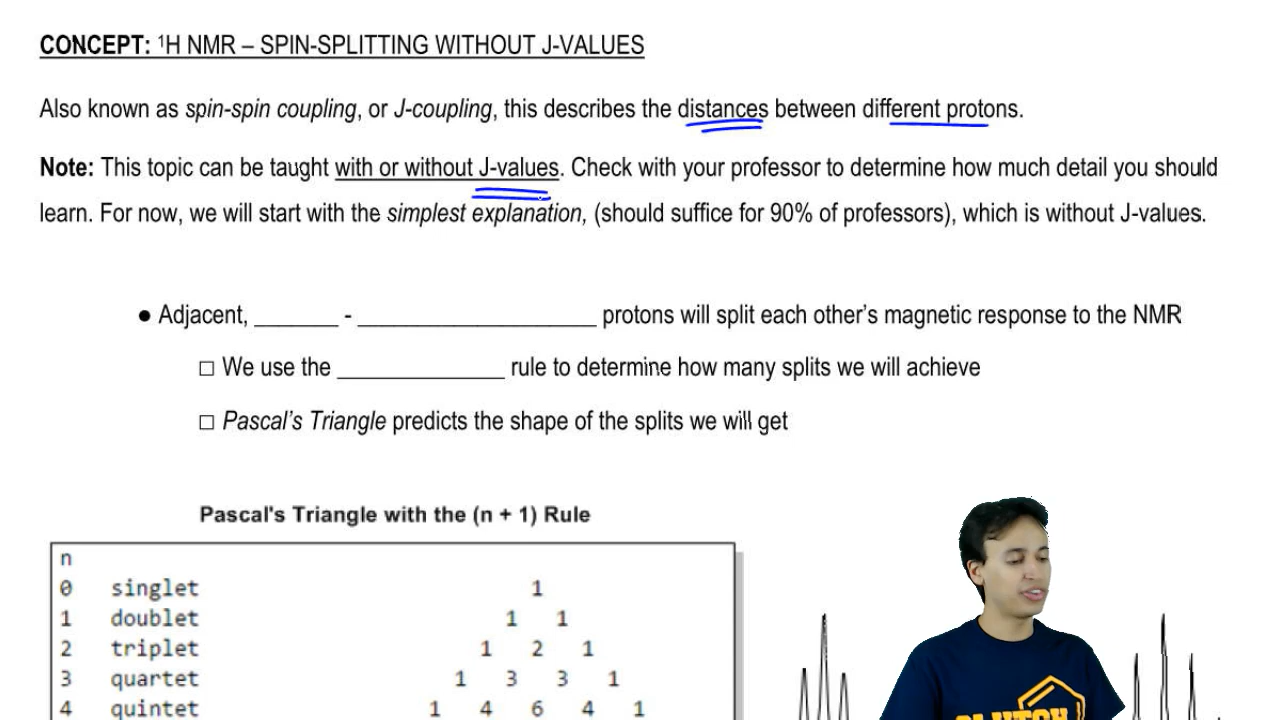 CONCEPT: ¹H NMR – SPIN-SPLITTING WITHOUT J-VALUES
Also known as spin-spin coupling, or J-coupling, this describes the distances between different protons.
Note: This topic can be taught with or without J-values. Check with your professor to determine how much detail you should
learn. For now, we will start with the simplest explanation, (should suffice for 90% of professors), which is without J-values.
● Adjacent, _______ - ____________________ protons will split each other's magnetic response to the NMR
□ We use the ______________ rule to determine how many splits we will achieve
□ Pascal's Triangle predicts the shape of the splits we will get
Pascal's Triangle with the (n + 1) Rule
n
0 singlet 1
1 doublet 1 1
2 triplet 1 2 1
3 quartet 1 3 3 1
4 quintet 1 4 6 4 1